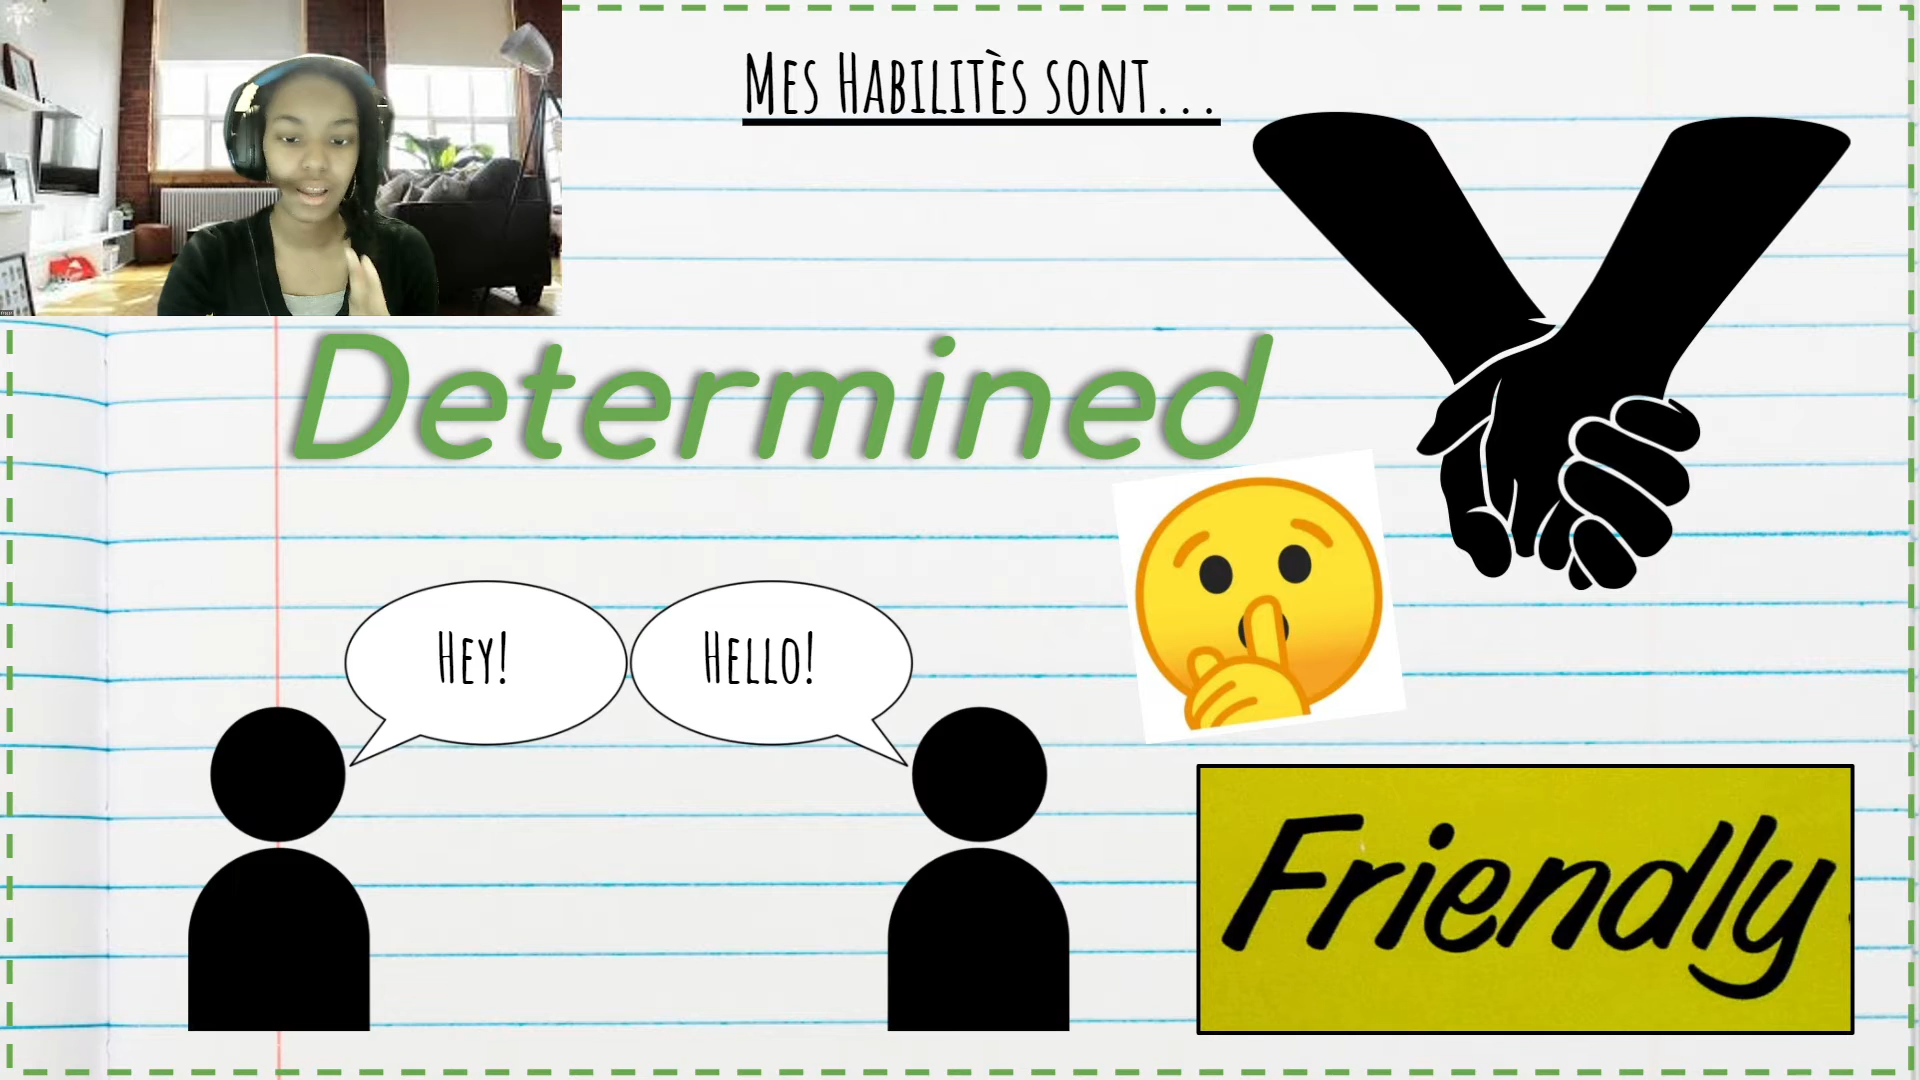 MES HABILITÈS SONT...
Determined
HEY!
HELLO!
Friendly